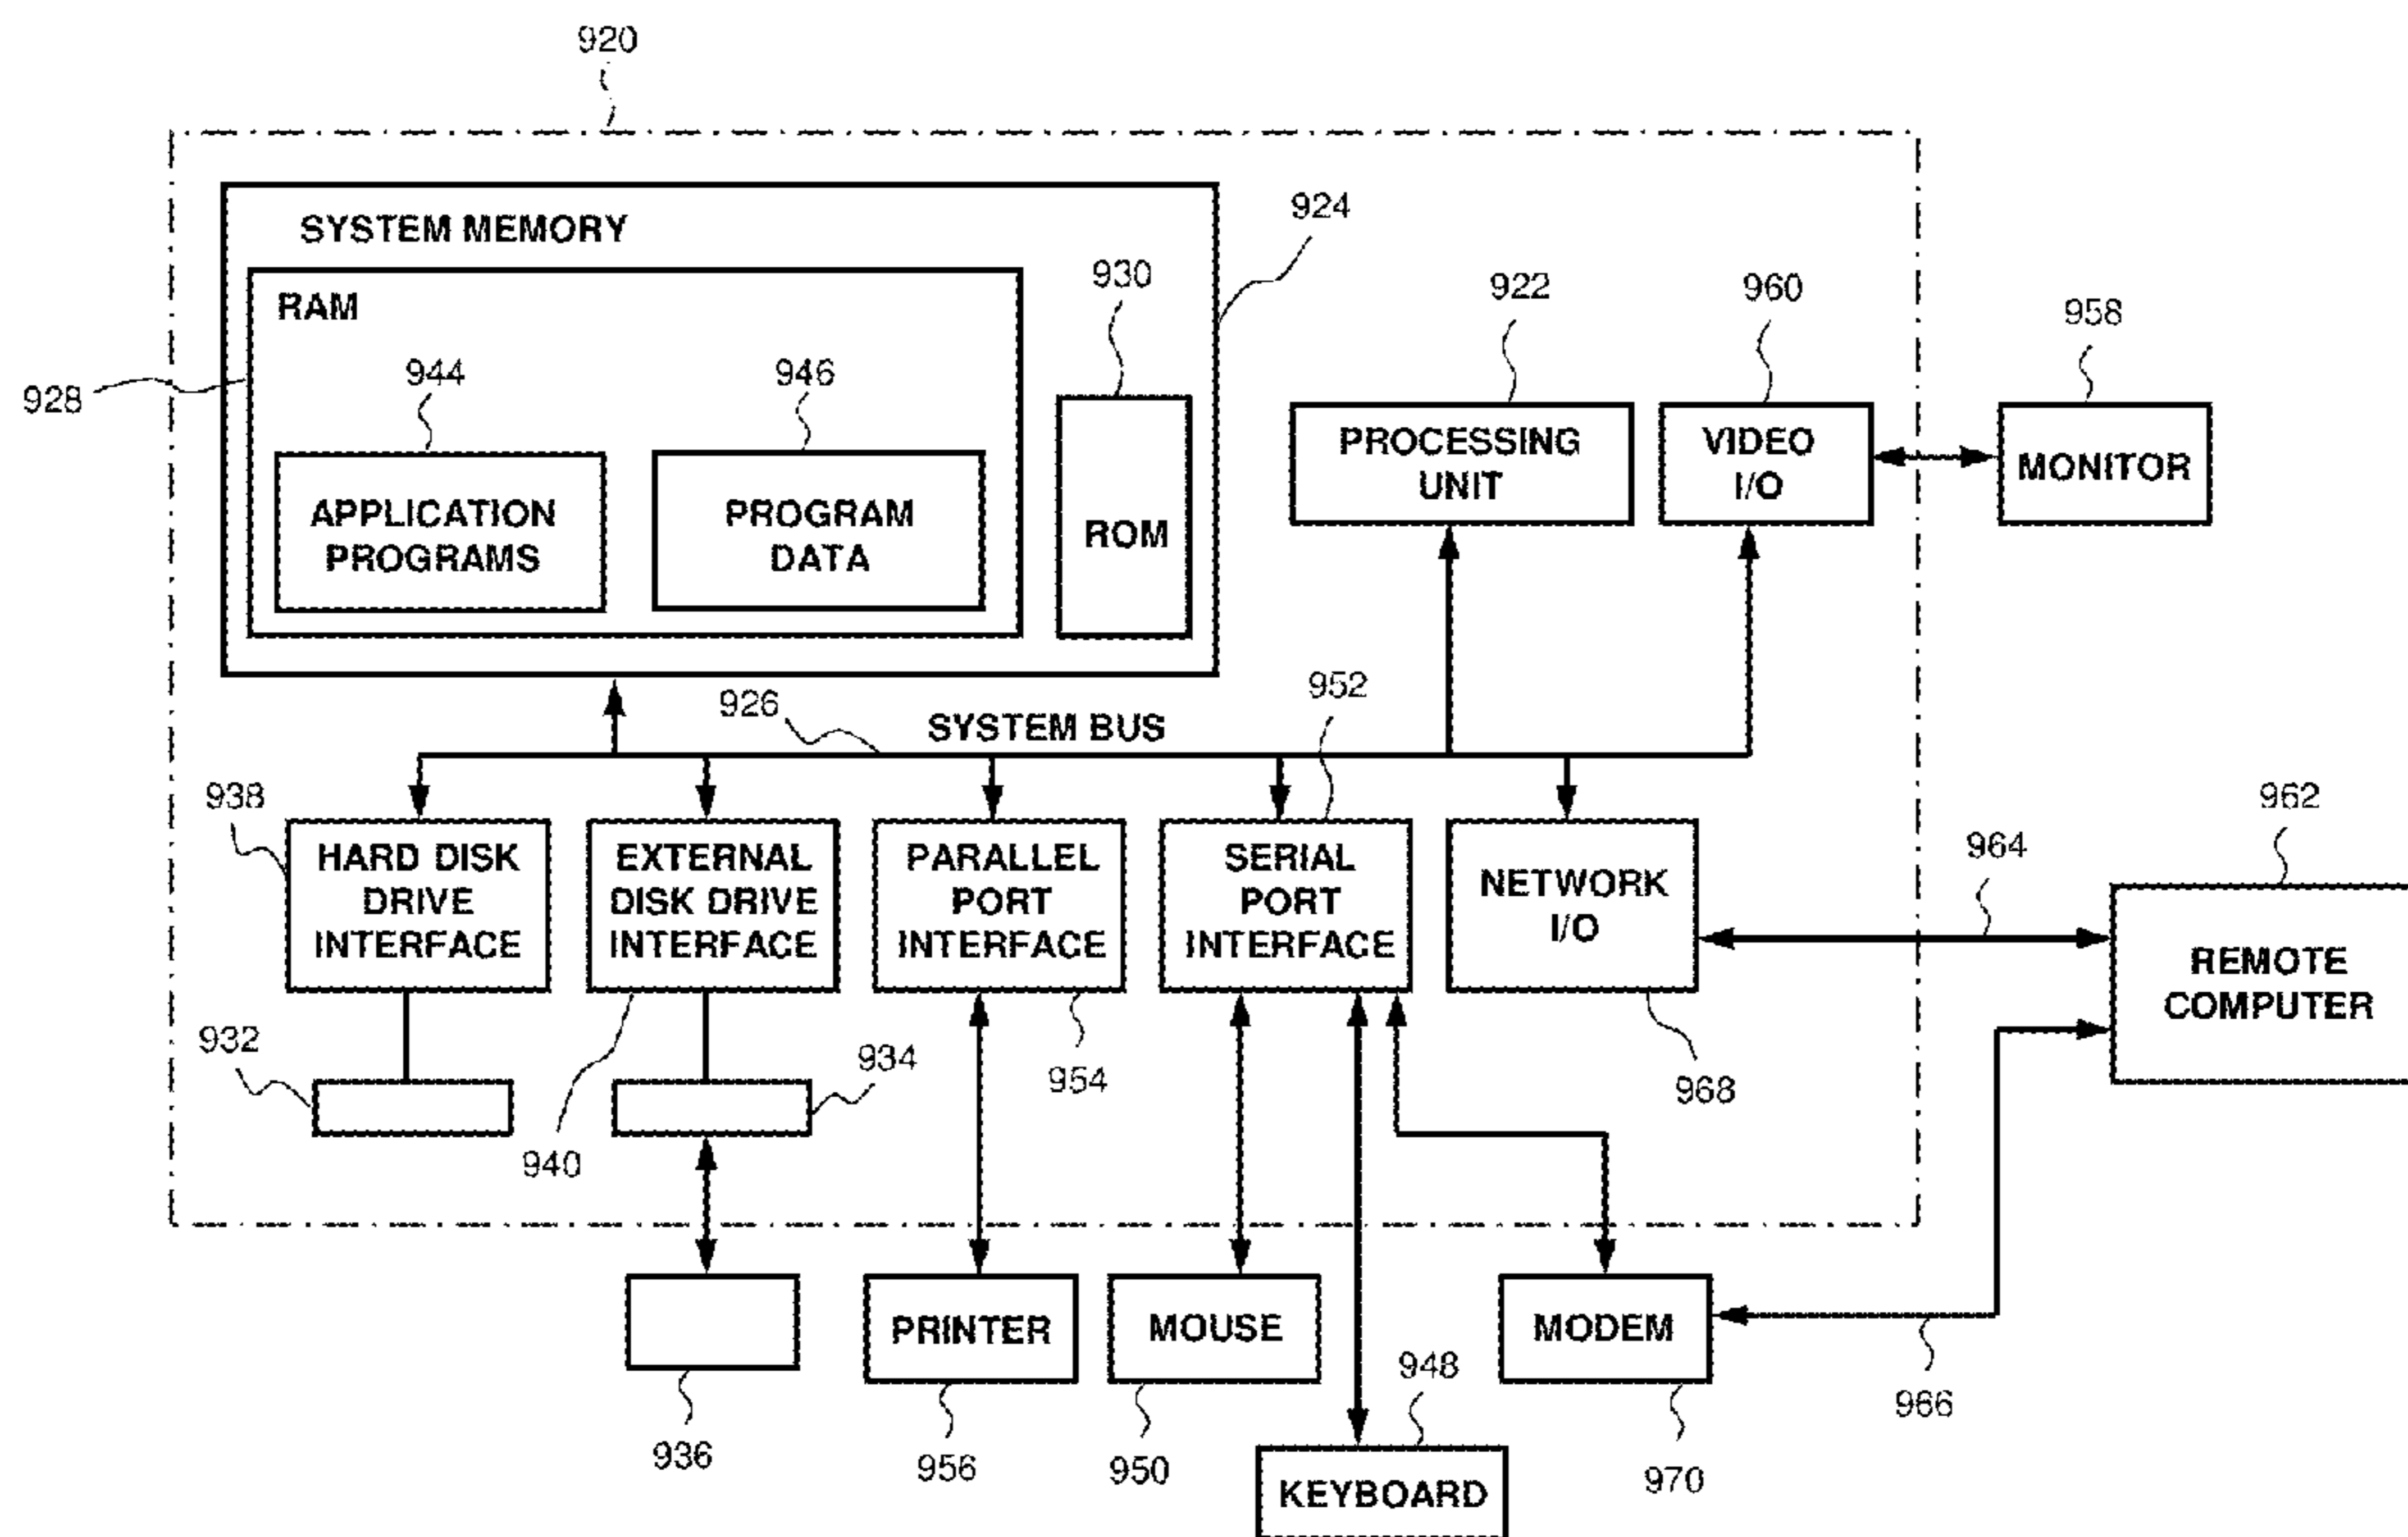 920
SYSTEM MEMORY
924
RAM
930
922
960
958
928
944
946
PROCESSING
UNIT
VIDEO
I/O
MONITOR
APPLICATION
PROGRAMS
PROGRAM
DATA
ROM
926
SYSTEM BUS
952
938
962
964
HARD DISK
DRIVE
INTERFACE
EXTERNAL
DISK DRIVE
INTERFACE
PARALLEL
PORT
INTERFACE
SERIAL
PORT
INTERFACE
NETWORK
I/O
REMOTE
COMPUTER
932
940
934
954
968
PRINTER
MOUSE
MODEM
948
966
936
956
950
970
KEYBOARD